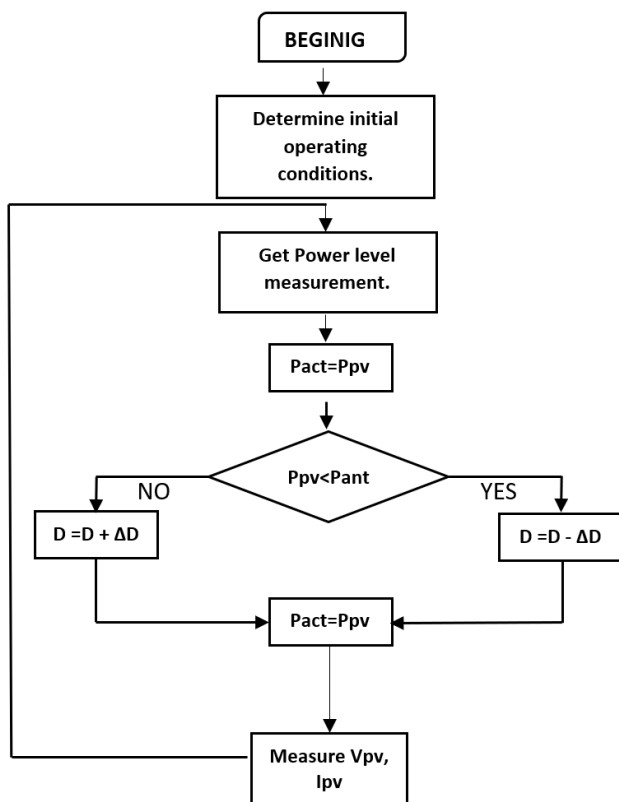 BEGINIG
Determine initial
operating
conditions.
Get Power level
measurement.
Pact=Ppv
Ppv<Pant
NO
YES
D =D + ΔD
D =D - ΔD
Pact=Ppv
Measure Vpv,
Ipv